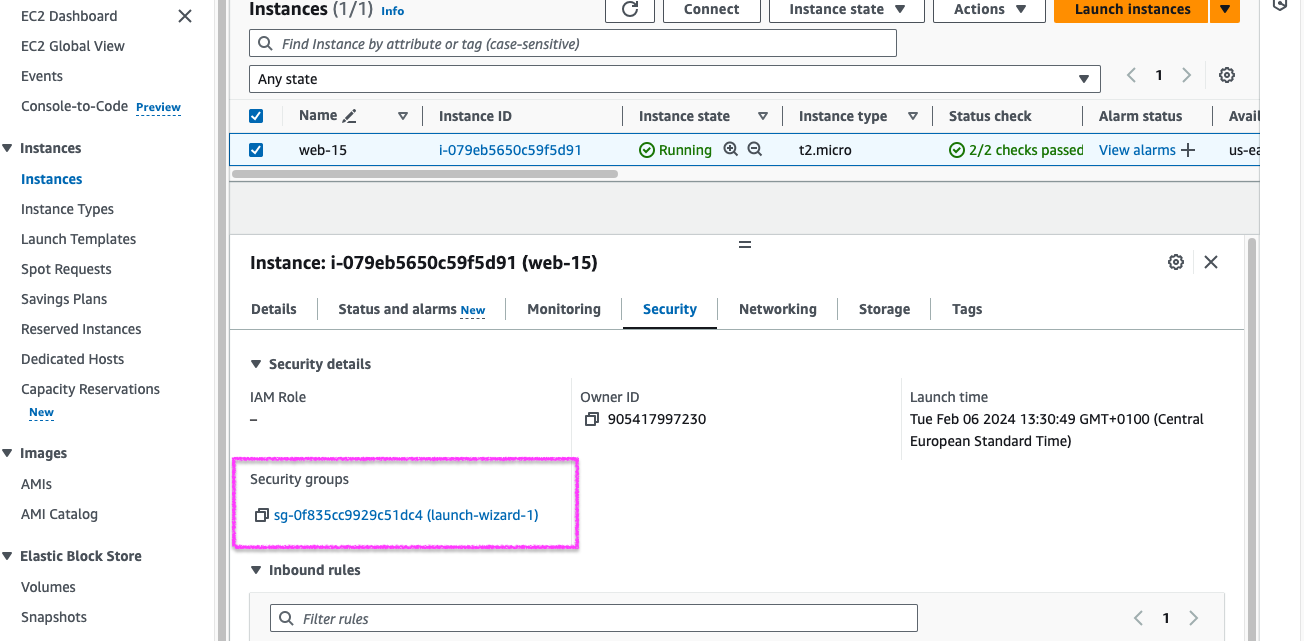 EC2 Dashboard
EC2 Global View
Events
Console-to-Code Preview
Instances
Instances
Instance Types
Launch Templates
Spot Requests
Savings Plans
Reserved Instances
Dedicated Hosts
Capacity Reservations
New
Images
AMIs
AMI Catalog
Elastic Block Store
Volumes
Snapshots
Instances (1/1) Info
Connect
Instance state
Actions
Launch instances
Find Instance by attribute or tag (case-sensitive)
Any state
1
Name Instance ID Instance state Instance type Status check Alarm status Avail
web-15 i-079eb5650c59f5d91 Running t2.micro 2/2 checks passed View alarms us-ea
Instance: i-079eb5650c59f5d91 (web-15)
Details Status and alarms New Monitoring Security Networking Storage Tags
Security details
IAM Role
–
Owner ID
905417997230
Launch time
Tue Feb 06 2024 13:30:49 GMT+0100 (Central
European Standard Time)
Security groups
sg-0f835cc9929c51dc4 (launch-wizard-1)
Inbound rules
Filter rules
1